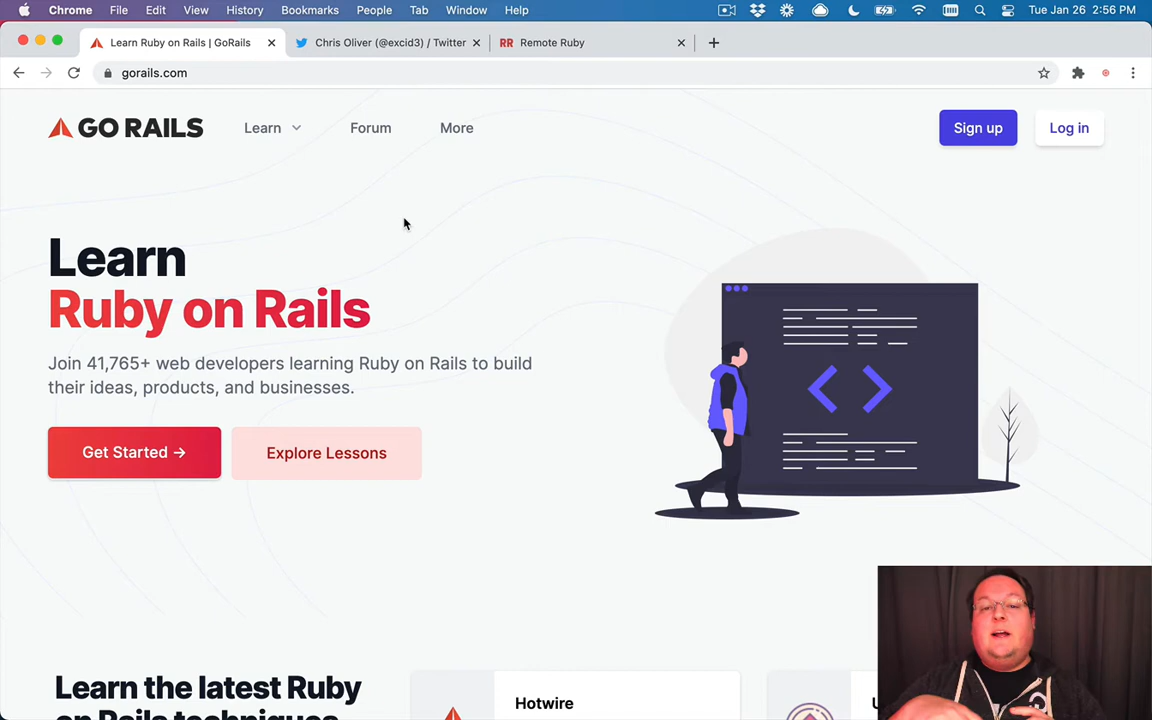 Chrome File Edit View History Bookmarks People Tab Window Help Tue Jan 26 2:56 PM
Learn Ruby on Rails | GoRails Chris Oliver (@excid3) / Twitter RR Remote Ruby
gorails.com
GO RAILS Learn Forum More Sign up Log in
Learn
Ruby on Rails
Join 41,765+ web developers learning Ruby on Rails to build
their ideas, products, and businesses.
Get Started → Explore Lessons
Learn the latest Ruby
on Rails techniques
Hotwire